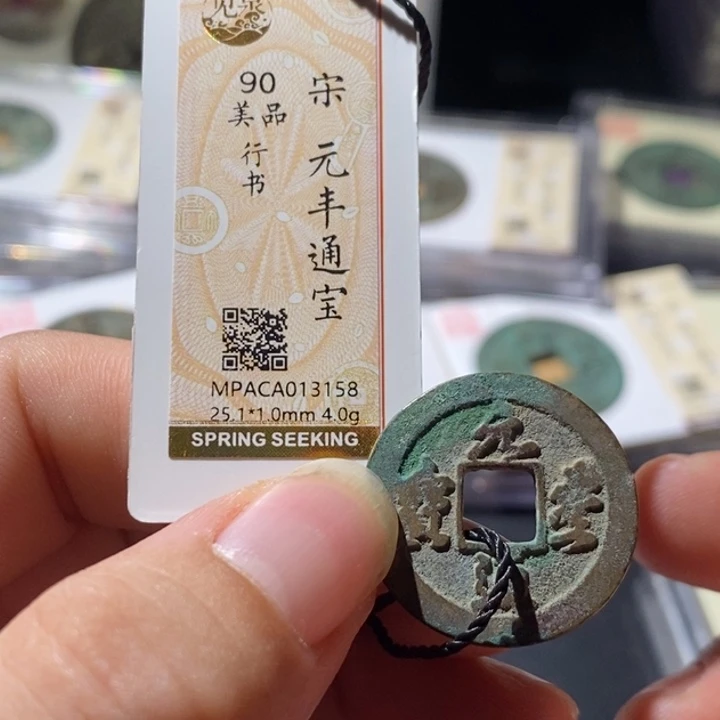 宋 元丰通宝
90
美品
行书
MPACA013158
25.1*1.0mm 4.0g
SPRING SEEKING
元
豐
寶